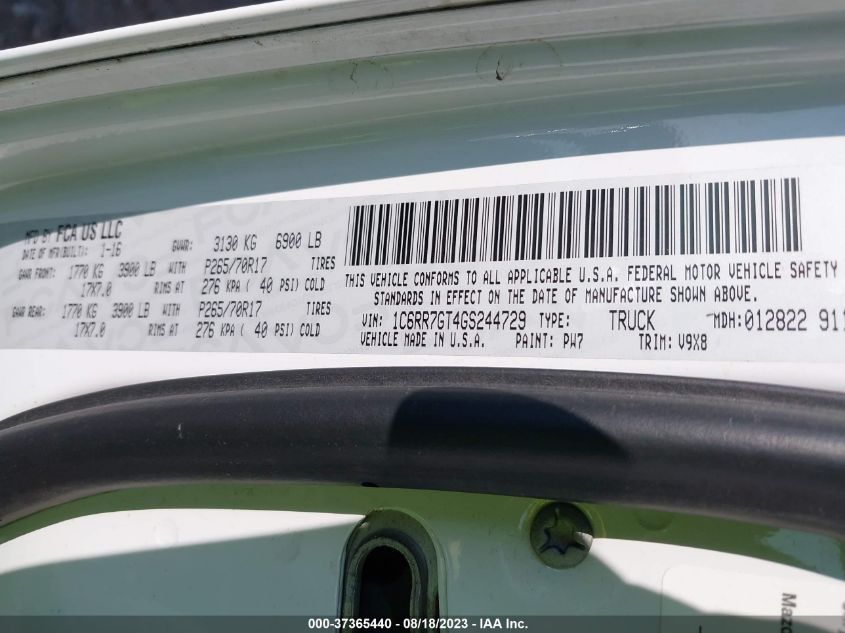 MFD BY FCA US LLC
DATE OF MFR(BUILT): 1-16 GVWR: 3130 KG 6900 LB
GAWR FRONT: 1770 KG 3900 LB WITH P265/70R17 TIRES
17X7.0 RIMS AT 276 KPA ( 40 PSI) COLD
GAWR REAR: 1770 KG 3900 LB WITH P265/70R17 TIRES
17X7.0 RIMS AT 276 KPA ( 40 PSI) COLD
THIS VEHICLE CONFORMS TO ALL APPLICABLE U.S.A. FEDERAL MOTOR VEHICLE SAFETY
STANDARDS IN EFFECT ON THE DATE OF MANUFACTURE SHOWN ABOVE.
VIN: 1C6RR7GT4GS244729 TYPE: TRUCK MDH:012822 911
VEHICLE MADE IN U.S.A. PAINT: PW7 TRIM: V9X8
000-37365440 - 08/18/2023 - IAA Inc.